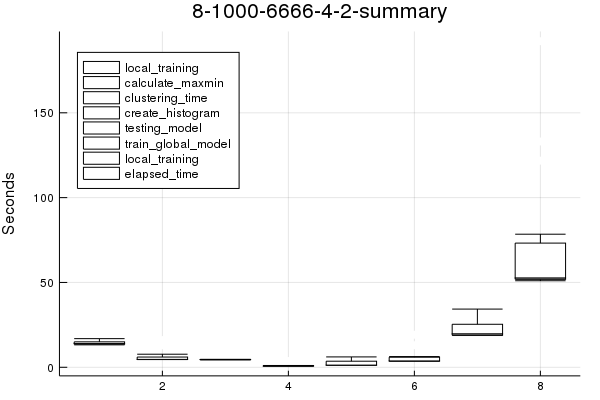 8-1000-6666-4-2-summary
local_training
calculate_maxmin
clustering_time
create_histogram
testing_model
train_global_model
local_training
elapsed_time
Seconds
150
100
50
0
2 4 6 8